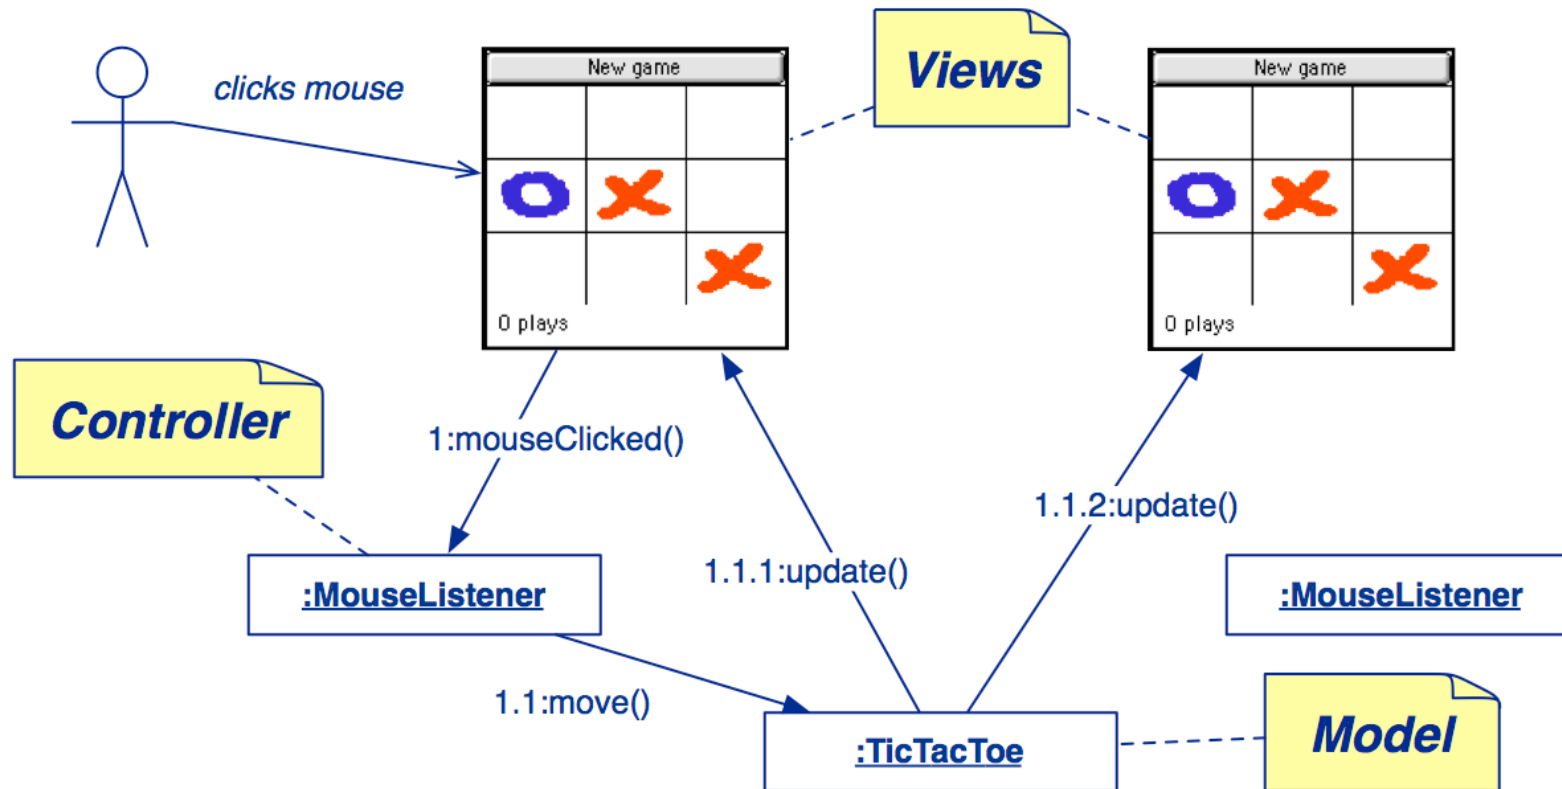 clicks mouse
New game
Views
New game
0 plays
0 plays
Controller
1:mouseClicked()
1.1.2:update()
1.1.1:update()
:MouseListener
:MouseListener
1.1:move()
:TicTacToe
Model